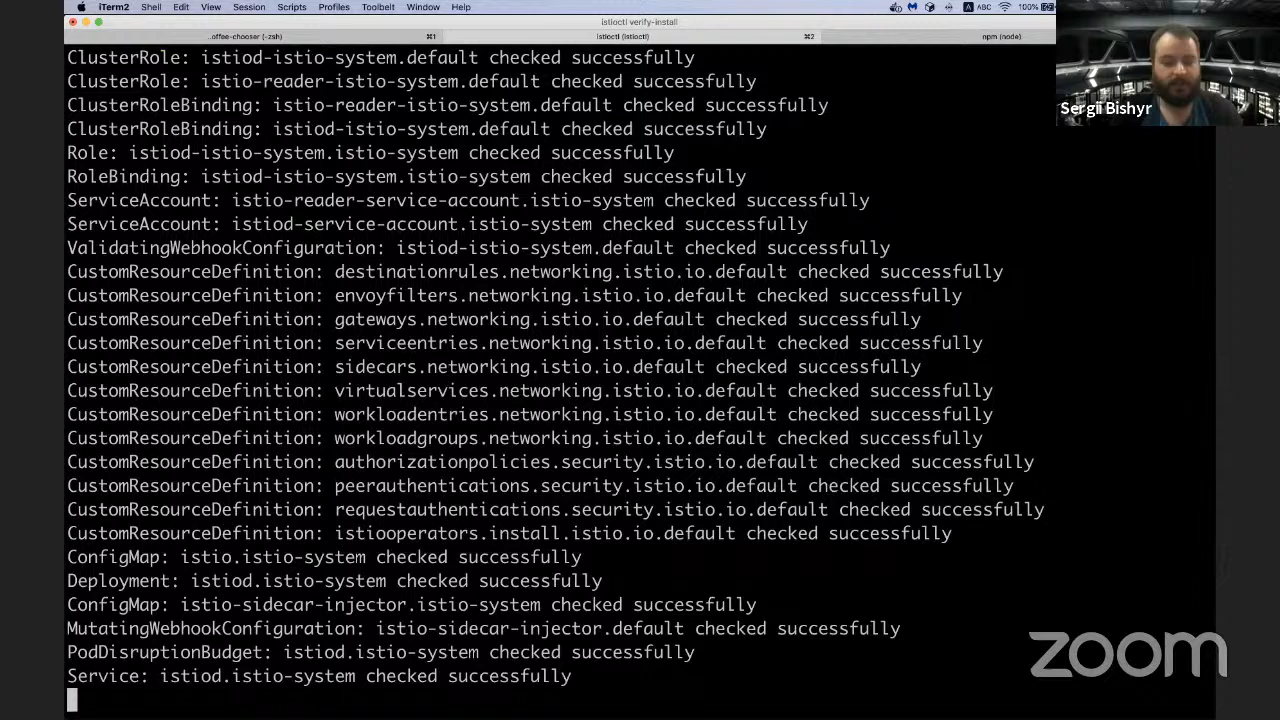 iTerm2 Shell Edit View Session Scripts Profiles Toolbelt Window Help A ABC 100%
istioctl verify-install
..offee-chooser (-zsh) ⌘1 istioctl (istioctl) ⌘2 npm (node)
ClusterRole: istiod-istio-system.default checked successfully
ClusterRole: istio-reader-istio-system.default checked successfully
ClusterRoleBinding: istio-reader-istio-system.default checked successfully
ClusterRoleBinding: istiod-istio-system.default checked successfully
Role: istiod-istio-system.istio-system checked successfully
RoleBinding: istiod-istio-system.istio-system checked successfully
ServiceAccount: istio-reader-service-account.istio-system checked successfully
ServiceAccount: istiod-service-account.istio-system checked successfully
ValidatingWebhookConfiguration: istiod-istio-system.default checked successfully
CustomResourceDefinition: destinationrules.networking.istio.io.default checked successfully
CustomResourceDefinition: envoyfilters.networking.istio.io.default checked successfully
CustomResourceDefinition: gateways.networking.istio.io.default checked successfully
CustomResourceDefinition: serviceentries.networking.istio.io.default checked successfully
CustomResourceDefinition: sidecars.networking.istio.io.default checked successfully
CustomResourceDefinition: virtualservices.networking.istio.io.default checked successfully
CustomResourceDefinition: workloadentries.networking.istio.io.default checked successfully
CustomResourceDefinition: workloadgroups.networking.istio.io.default checked successfully
CustomResourceDefinition: authorizationpolicies.security.istio.io.default checked successfully
CustomResourceDefinition: peerauthentications.security.istio.io.default checked successfully
CustomResourceDefinition: requestauthentications.security.istio.io.default checked successfully
CustomResourceDefinition: istiooperators.install.istio.io.default checked successfully
ConfigMap: istio.istio-system checked successfully
Deployment: istiod.istio-system checked successfully
ConfigMap: istio-sidecar-injector.istio-system checked successfully
MutatingWebhookConfiguration: istio-sidecar-injector.default checked successfully
PodDisruptionBudget: istiod.istio-system checked successfully
Service: istiod.istio-system checked successfully
Sergii Bishyr
zoom